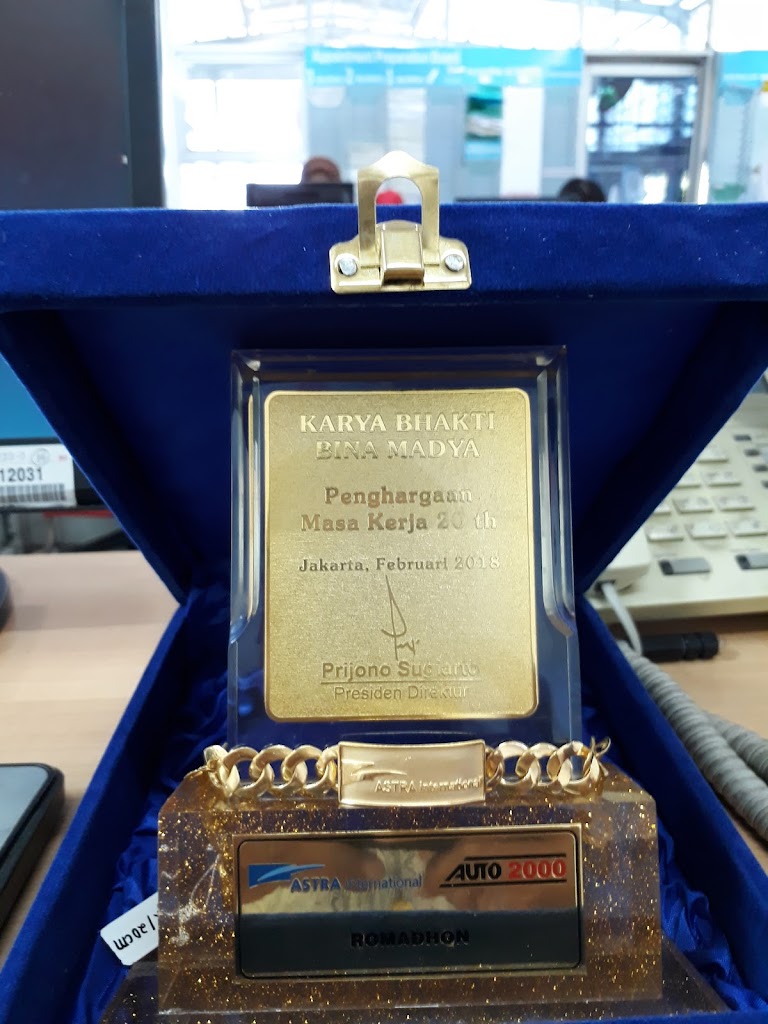 KARYA BHAKTI
BINA MADYA
Penghargaan
Masa Kerja 20 th
Jakarta, Februari 2018
Prijono Sugiarto
Presiden Direktur
ASTRA International
ASTRA international
AUTO 2000
ROMADHON
12031
/20cm